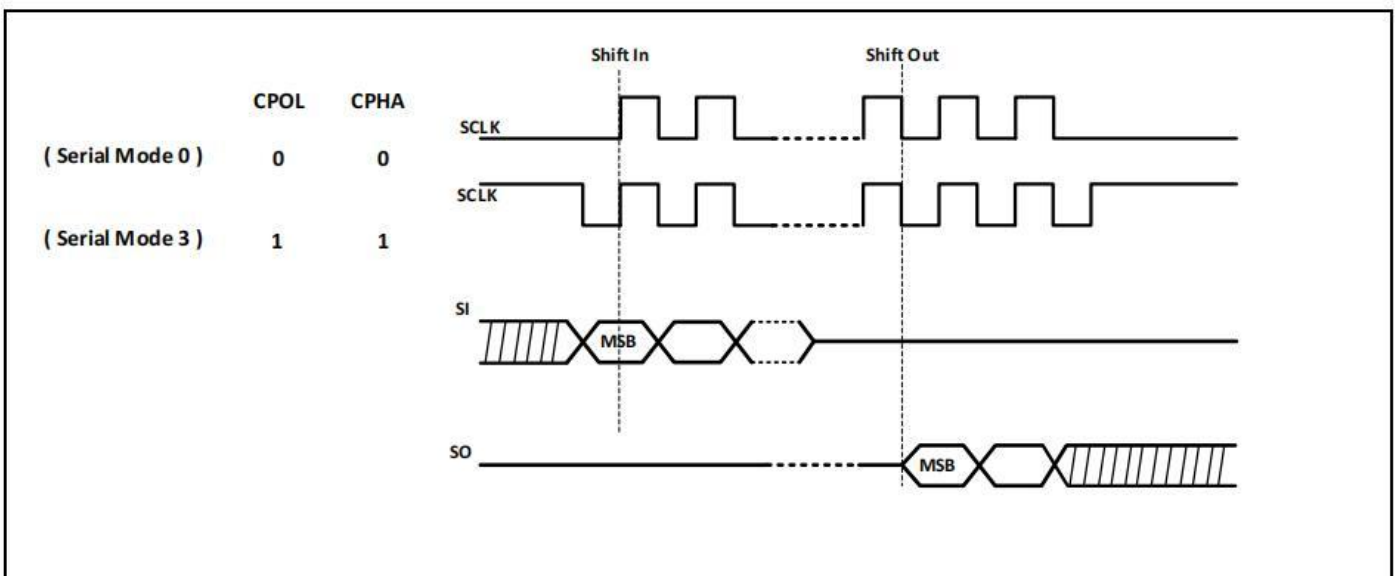 Shift In Shift Out
CPOL CPHA
SCLK
( Serial Mode 0 ) 0 0
SCLK
( Serial Mode 3 ) 1 1
SI
MSB
SO
MSB